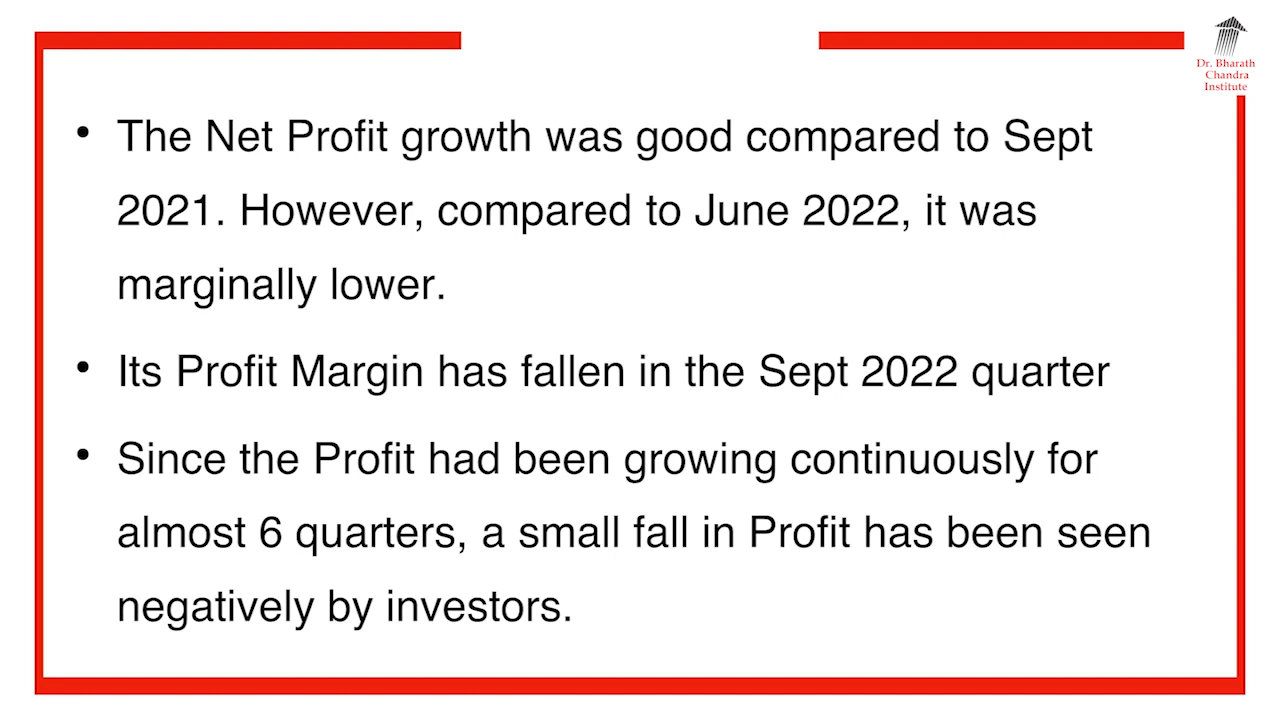 Dr. Bharath
Chandra
Institute
• The Net Profit growth was good compared to Sept
2021. However, compared to June 2022, it was
marginally lower.
• Its Profit Margin has fallen in the Sept 2022 quarter
• Since the Profit had been growing continuously for
almost 6 quarters, a small fall in Profit has been seen
negatively by investors.